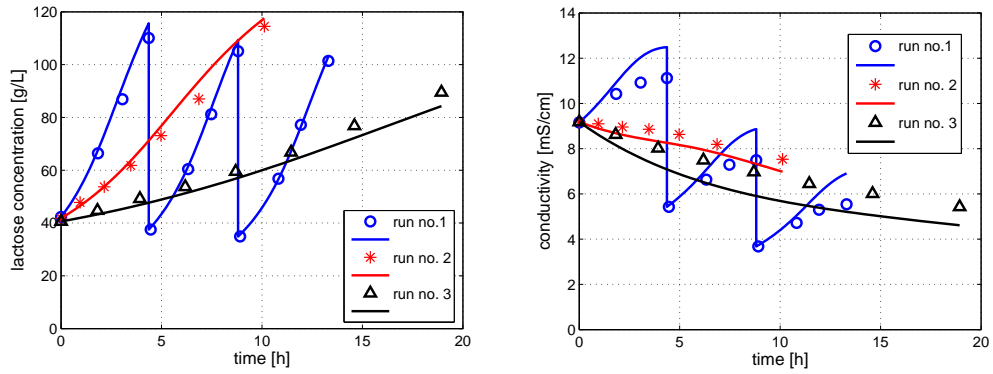 120
100
80
60
40
20
0
0 5 10 15 20
lactose concentration [g/L]
time [h]
run no.1
run no. 2
run no. 3
14
12
10
8
6
4
2
0
0 5 10 15 20
conductivity [mS/cm]
time [h]
run no.1
run no. 2
run no. 3